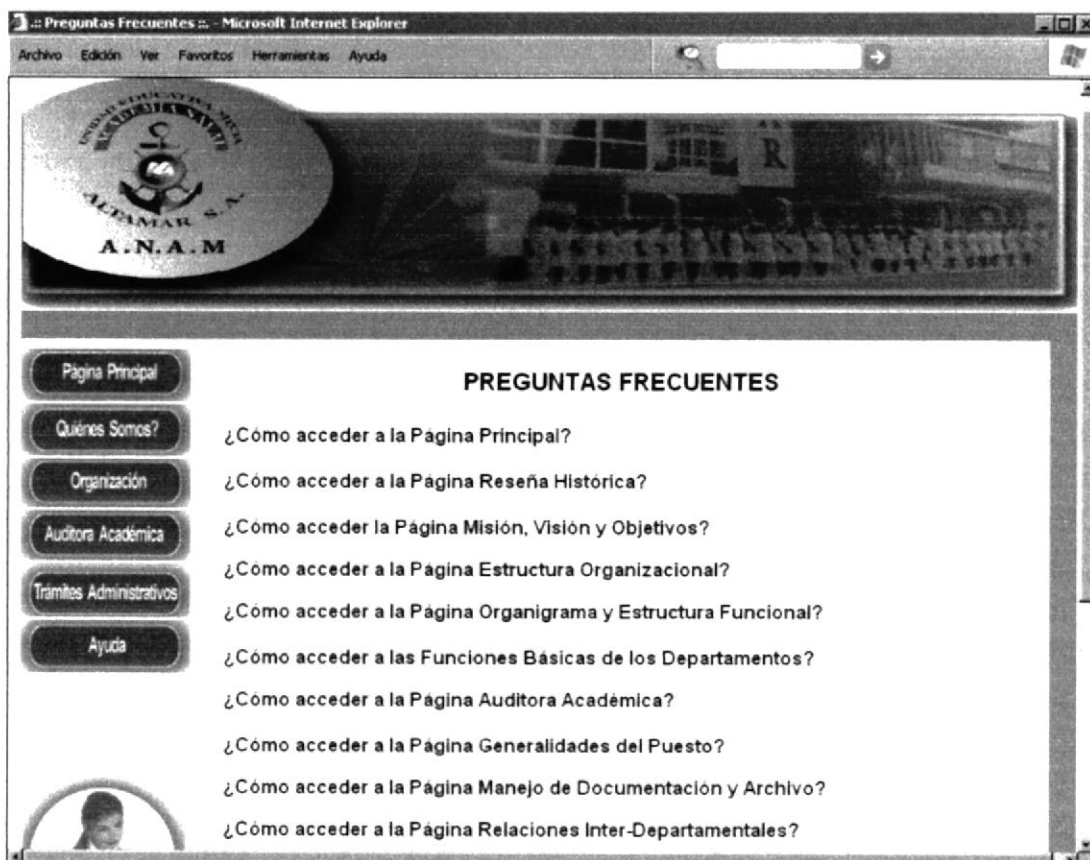 .:: Preguntas Frecuentes ::. - Microsoft Internet Explorer
Archivo Edición Ver Favoritos Herramientas Ayuda
UNIDAD EDUCATIVA
ACADEMIA NAVAL
ALTAMAR S.A.
A.N.A.M
A R
R
Página Principal
Quiénes Somos?
Organización
Auditora Académica
Trámites Administrativos
Ayuda
PREGUNTAS FRECUENTES
¿Cómo acceder a la Página Principal?
¿Cómo acceder a la Página Reseña Histórica?
¿Cómo acceder la Página Misión, Visión y Objetivos?
¿Cómo acceder a la Página Estructura Organizacional?
¿Cómo acceder a la Página Organigrama y Estructura Funcional?
¿Cómo acceder a las Funciones Básicas de los Departamentos?
¿Cómo acceder a la Página Auditora Académica?
¿Cómo acceder a la Página Generalidades del Puesto?
¿Cómo acceder a la Página Manejo de Documentación y Archivo?
¿Cómo acceder a la Página Relaciones Inter-Departamentales?